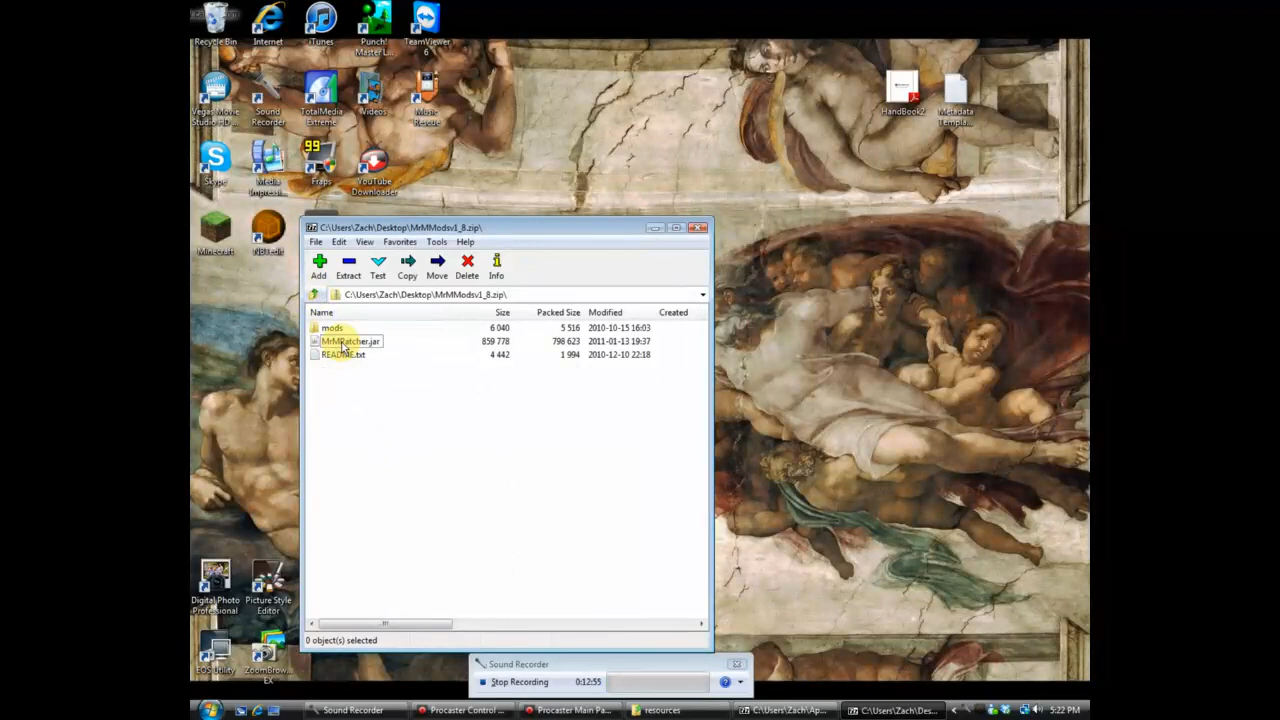 Recycle Bin
Internet
iTunes
Punch!
Master L...
TeamViewer
6
Vegas Movie
Studio HD ...
Sound
Recorder
TotalMedia
Extreme
Videos
Music
Rescue
HandBook2
Metadata
Templa...
Skype
Media
Impressi...
99
Fraps
YouTube
Downloader
Minecraft
NBTedit
C:\Users\Zach\Desktop\MrMModsv1_8.zip\
File Edit View Favorites Tools Help
Add Extract Test Copy Move Delete Info
C:\Users\Zach\Desktop\MrMModsv1_8.zip\
Name Size Packed Size Modified Created
mods 6 040 5 516 2010-10-15 16:03
MrMPatcher.jar 859 778 798 623 2011-01-13 19:37
README.txt 4 442 1 994 2010-12-10 22:18
Digital Photo
Professional
Picture Style
Editor
EOS Utility
ZoomBrow...
EX
0 object(s) selected
Sound Recorder
Stop Recording 0:12:55
Sound Recorder
Procaster Control ...
Procaster Main Pa...
resources
C:\Users\Zach\Ap...
C:\Users\Zach\Des...
5:22 PM